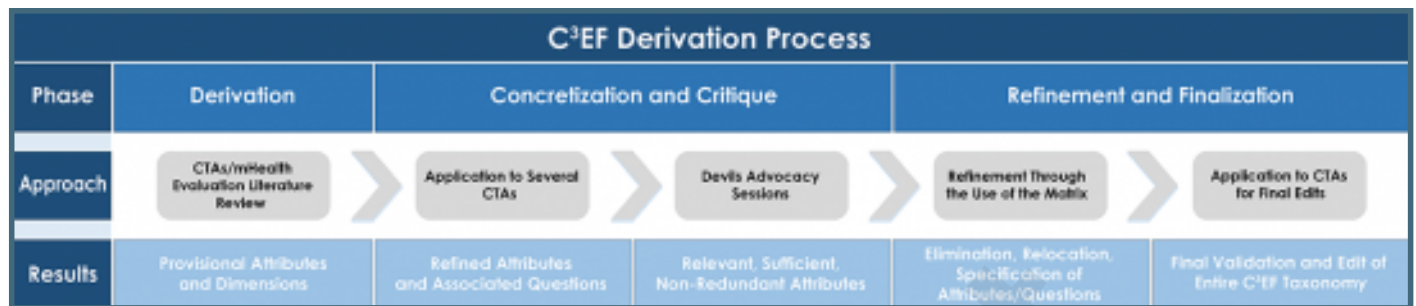 C³EF Derivation Process
Phase
Derivation
Concretization and Critique
Refinement and Finalization
Approach
CTAs/mHealth
Evaluation Literature
Review
Application to Several
CTAs
Devils Advocacy
Sessions
Refinement Through
the Use of the Matrix
Application to CTAs
for Final Edits
Results
Provisional Attributes
and Dimensions
Refined Attributes
and Associated Questions
Relevant, Sufficient,
Non-Redundant Attributes
Elimination, Relocation,
Specification of
Attributes/Questions
Final Validation and Edit of
Entire C³EF Taxonomy